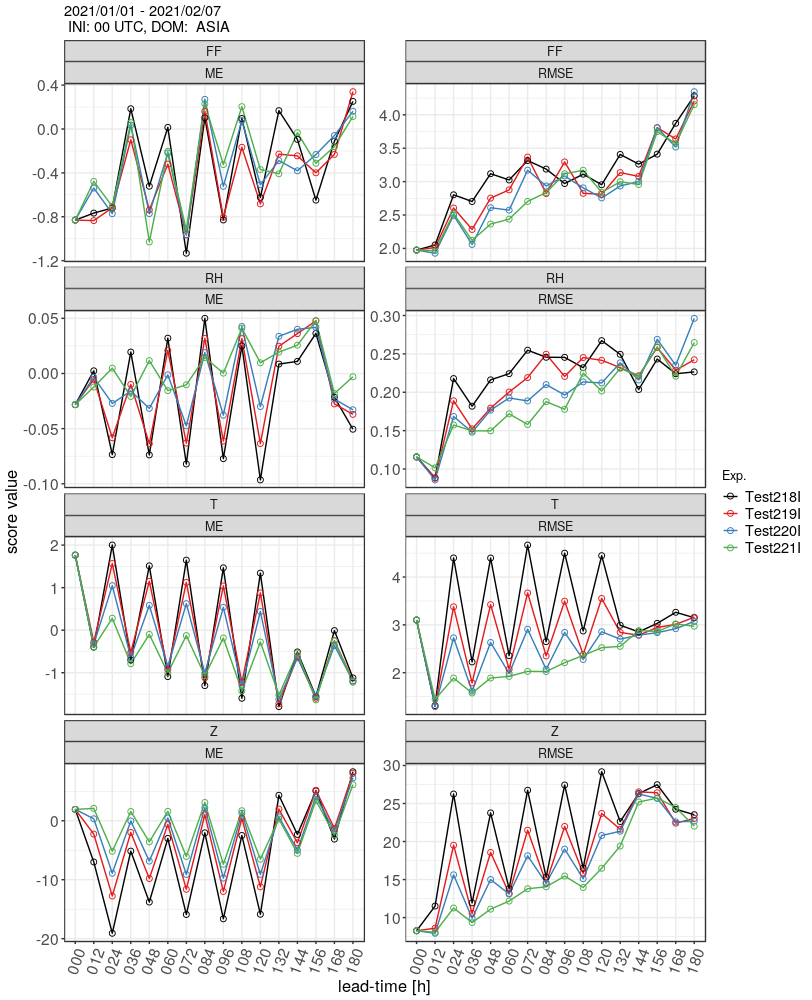 2021/01/01 - 2021/02/07
INI: 00 UTC, DOM: ASIA
FF
ME
FF
RMSE
0.4
0.0
-0.4
-0.8
-1.2
4.0
3.5
3.0
2.5
2.0
RH
ME
RH
RMSE
0.05
0.00
-0.05
-0.10
0.30
0.25
0.20
0.15
0.10
T
ME
T
RMSE
2
1
0
-1
4
3
2
Z
ME
Z
RMSE
0
-10
-20
30
25
20
15
10
000 012 024 036 048 060 072 084 096 108 120 132 144 156 168 180
000 012 024 036 048 060 072 084 096 108 120 132 144 156 168 180
lead-time [h]
score value
Exp.
Test218I
Test219I
Test220I
Test221I